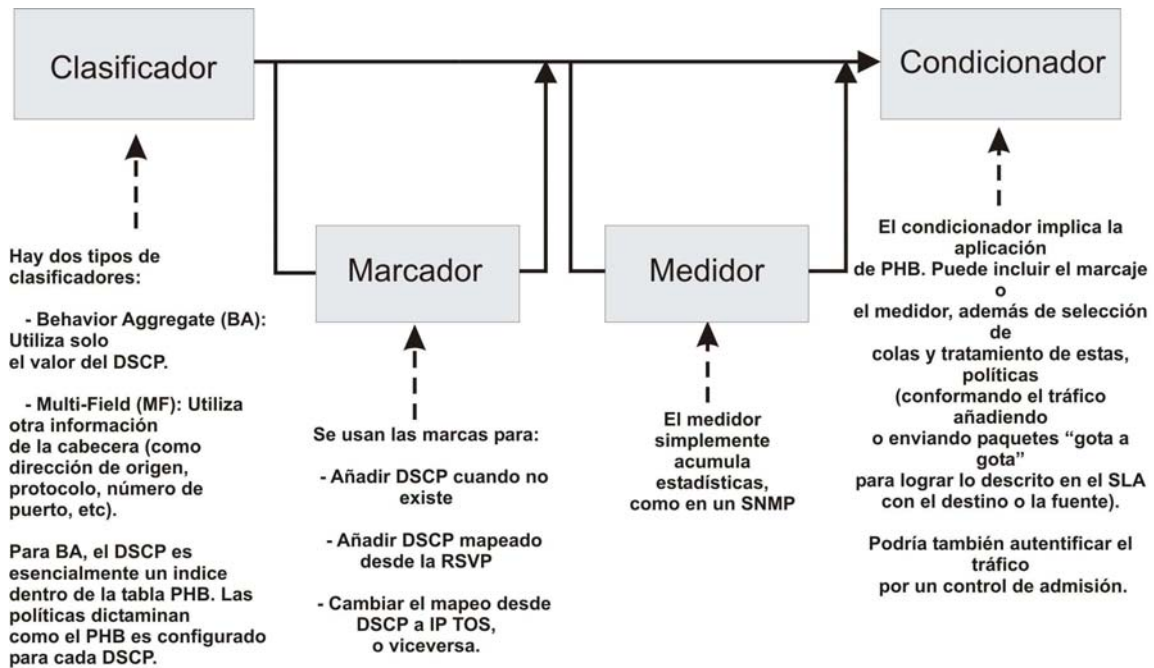 Clasificador
Condicionador
Marcador
Medidor
Hay dos tipos de
clasificadores:
- Behavior Aggregate (BA):
Utiliza solo
el valor del DSCP.
- Multi-Field (MF): Utiliza
otra información
de la cabecera (como
dirección de origen,
protocolo, número de
puerto, etc).
Para BA, el DSCP es
esencialmente un indice
dentro de la tabla PHB. Las
políticas dictaminan
como el PHB es configurado
para cada DSCP.
Se usan las marcas para:
- Añadir DSCP cuando no
existe
- Añadir DSCP mapeado
desde la RSVP
- Cambiar el mapeo desde
DSCP a IP TOS,
o viceversa.
El medidor
simplemente
acumula
estadísticas,
como en un SNMP
El condicionador implica la
aplicación
de PHB. Puede incluir el marcaje
o
el medidor, además de selección
de
colas y tratamiento de estas,
políticas
(conformando el tráfico
añadiendo
o enviando paquetes “gota a
gota”
para lograr lo descrito en el SLA
con el destino o la fuente).
Podría también autentificar el
tráfico
por un control de admisión.